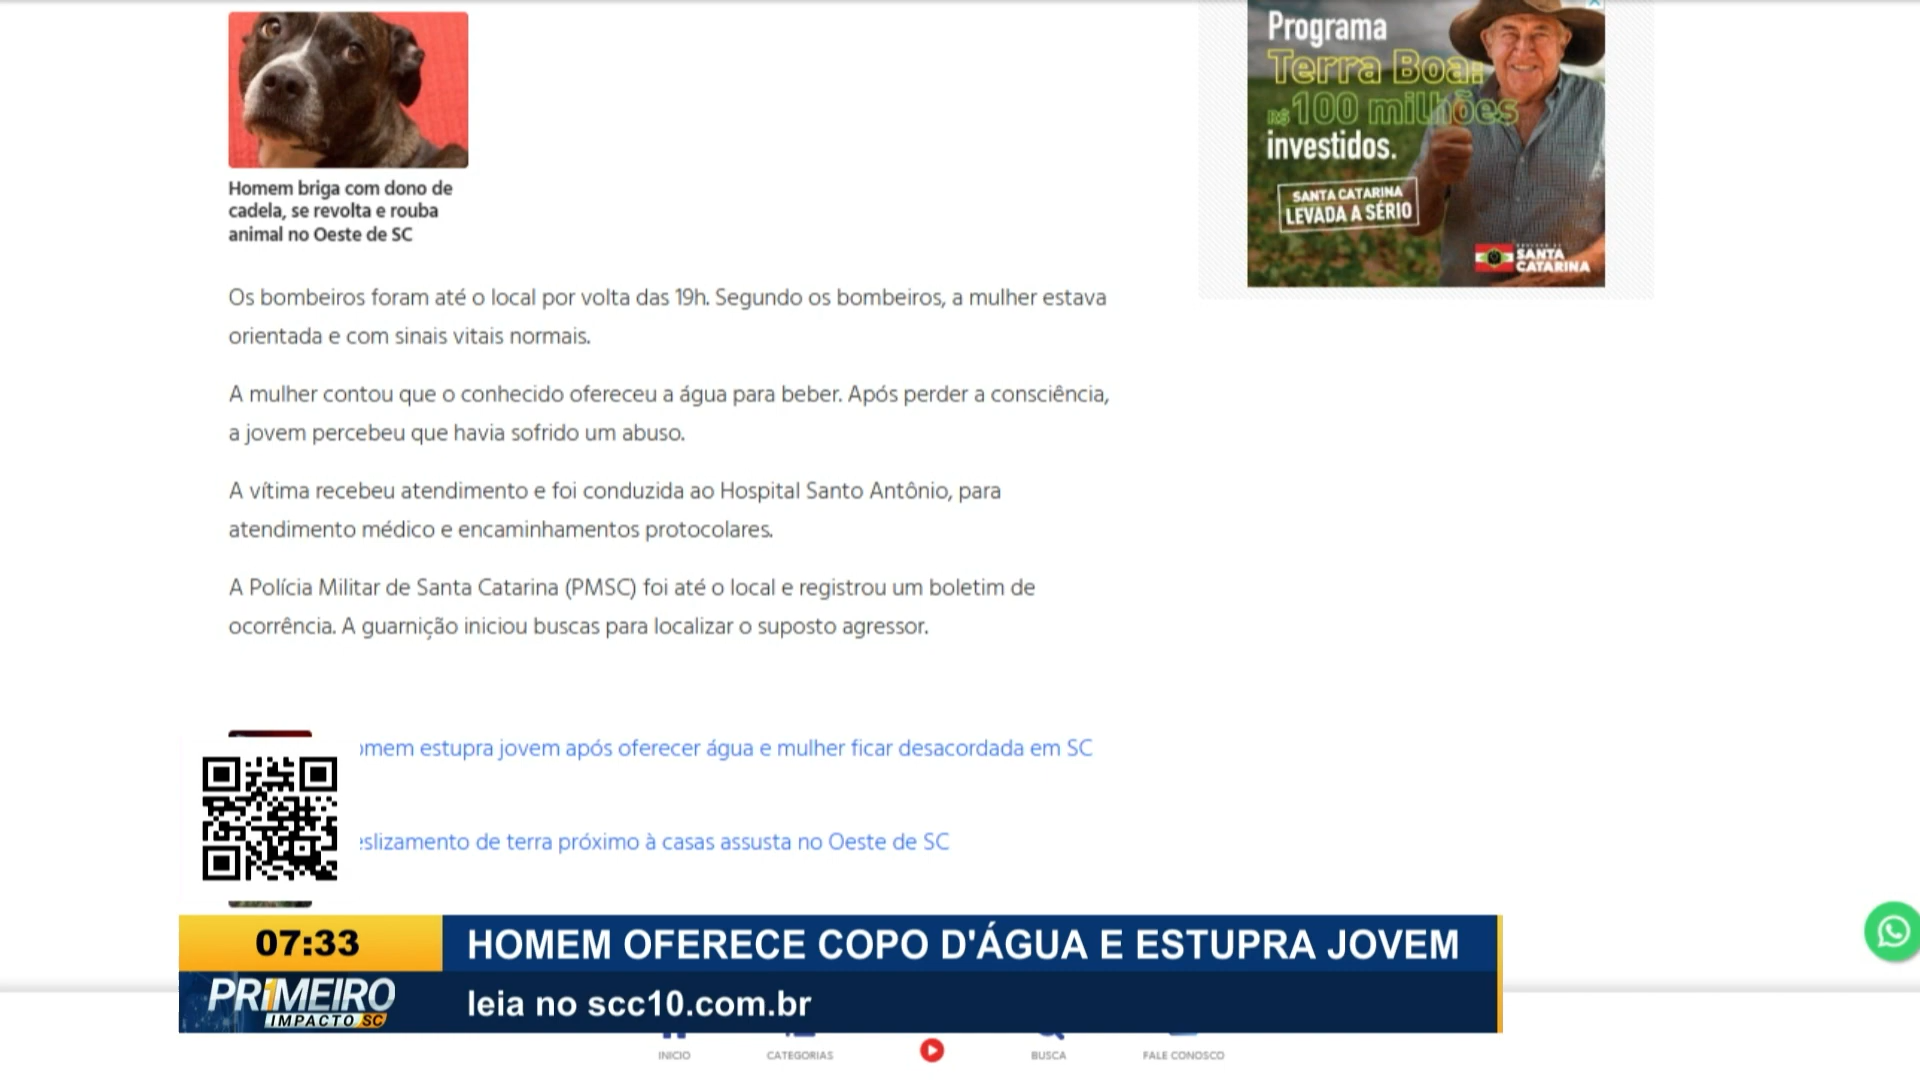 Homem briga com dono de
cadela, se revolta e rouba
animal no Oeste de SC
Programa
Terra Boa:
R$100 milhões
investidos.
SANTA CATARINA
LEVADA A SÉRIO
SANTA
CATARINA
Os bombeiros foram até o local por volta das 19h. Segundo os bombeiros, a mulher estava
orientada e com sinais vitais normais.
A mulher contou que o conhecido ofereceu a água para beber. Após perder a consciência,
a jovem percebeu que havia sofrido um abuso.
A vítima recebeu atendimento e foi conduzida ao Hospital Santo Antônio, para
atendimento médico e encaminhamentos protocolares.
A Polícia Militar de Santa Catarina (PMSC) foi até o local e registrou um boletim de
ocorrência. A guarnição iniciou buscas para localizar o suposto agressor.
omem estupra jovem após oferecer água e mulher ficar desacordada em SC
eslizamento de terra próximo à casas assusta no Oeste de SC
07:33
HOMEM OFERECE COPO D'ÁGUA E ESTUPRA JOVEM
PR1MEIRO
IMPACTO SC
leia no scc10.com.br
INICIO
CATEGORIAS
BUSCA
FALE CONOSCO